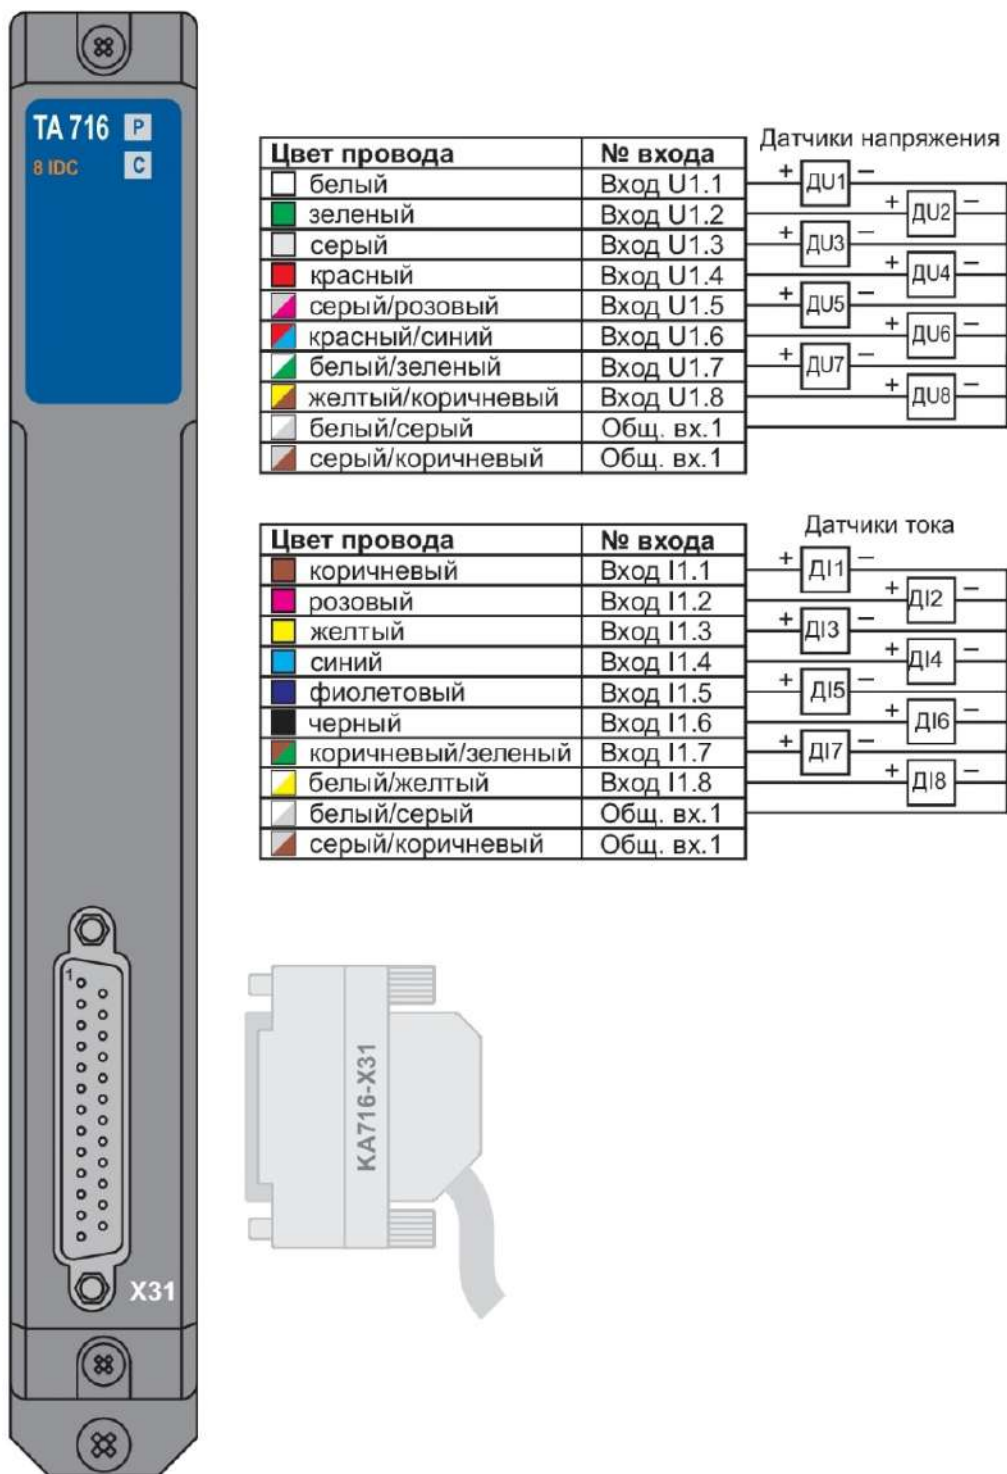 TA 716 P
8 IDC C
Датчики напряжения
Цвет провода № входа
белый Вход U1.1
зеленый Вход U1.2
серый Вход U1.3
красный Вход U1.4
серый/розовый Вход U1.5
красный/синий Вход U1.6
белый/зеленый Вход U1.7
желтый/коричневый Вход U1.8
белый/серый Общ. вх.1
серый/коричневый Общ. вх.1
+ ДU1 −
+ ДU2 −
+ ДU3 −
+ ДU4 −
+ ДU5 −
+ ДU6 −
+ ДU7 −
+ ДU8 −
Датчики тока
Цвет провода № входа
коричневый Вход I1.1
розовый Вход I1.2
желтый Вход I1.3
синий Вход I1.4
фиолетовый Вход I1.5
черный Вход I1.6
коричневый/зеленый Вход I1.7
белый/желтый Вход I1.8
белый/серый Общ. вх.1
серый/коричневый Общ. вх.1
+ ДI1 −
+ ДI2 −
+ ДI3 −
+ ДI4 −
+ ДI5 −
+ ДI6 −
+ ДI7 −
+ ДI8 −
1
KA716-X31
X31